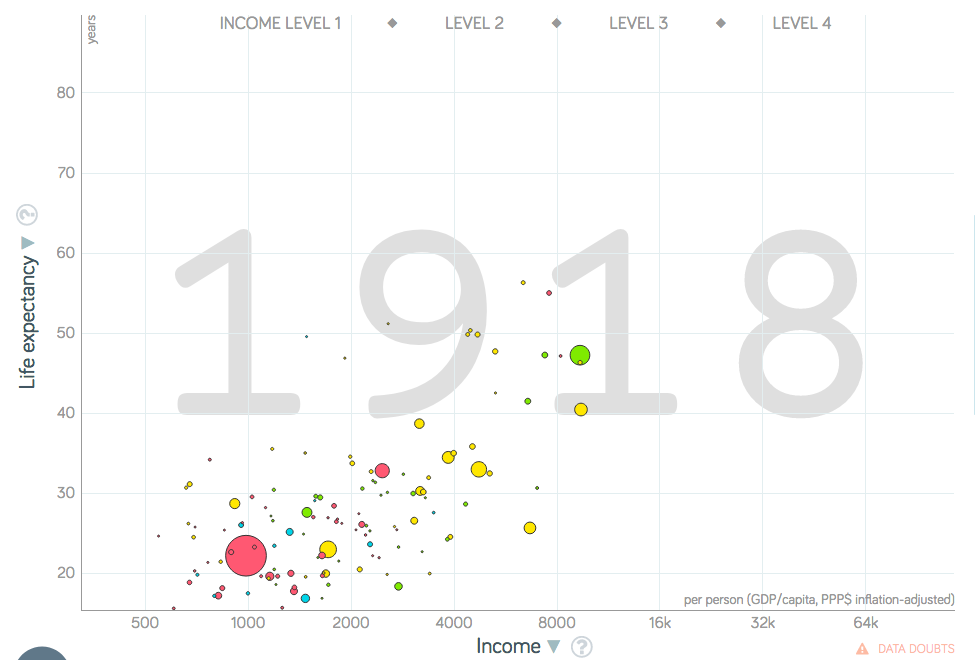 years
INCOME LEVEL 1 ◆ LEVEL 2 ◆ LEVEL 3 ◆ LEVEL 4
80
70
60
50
40
30
20
Life expectancy ▼ ?
1918
per person (GDP/capita, PPP$ inflation-adjusted)
500 1000 2000 4000 8000 16k 32k 64k
Income ▼ ?
DATA DOUBTS